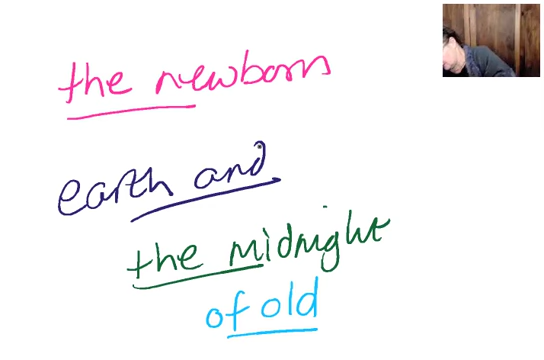 the newborn
earth and
the midnight
of old